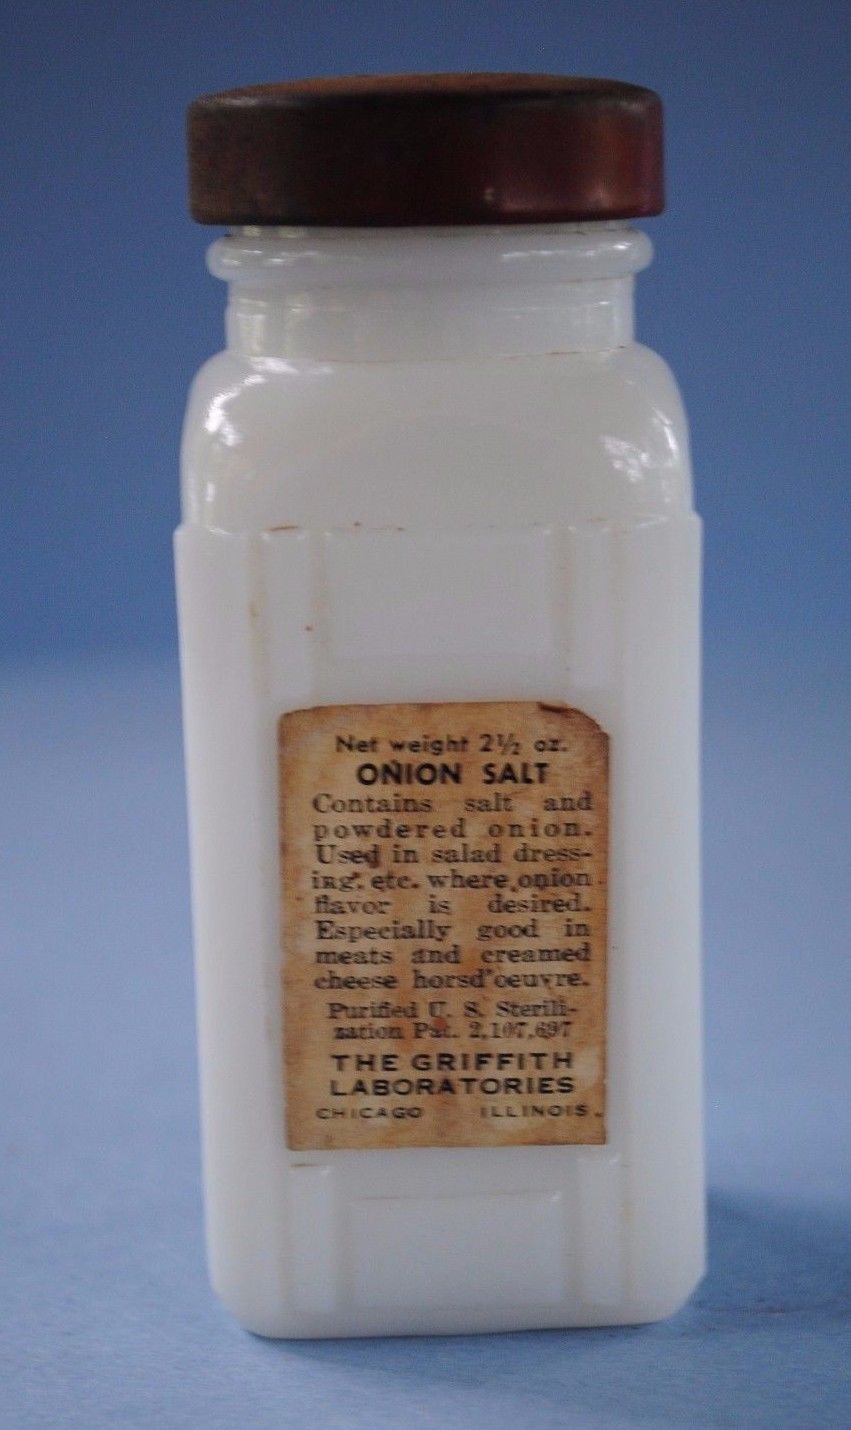 Net weight 2½ oz.
ONION SALT
Contains salt and
powdered onion.
Used in salad dress-
ing. etc. where onion
flavor is desired.
Especially good in
meats and creamed
cheese horsd'oeuvre.
Purified U. S. Sterili-
zation Pat. 2,107,697
THE GRIFFITH
LABORATORIES
CHICAGO ILLINOIS.